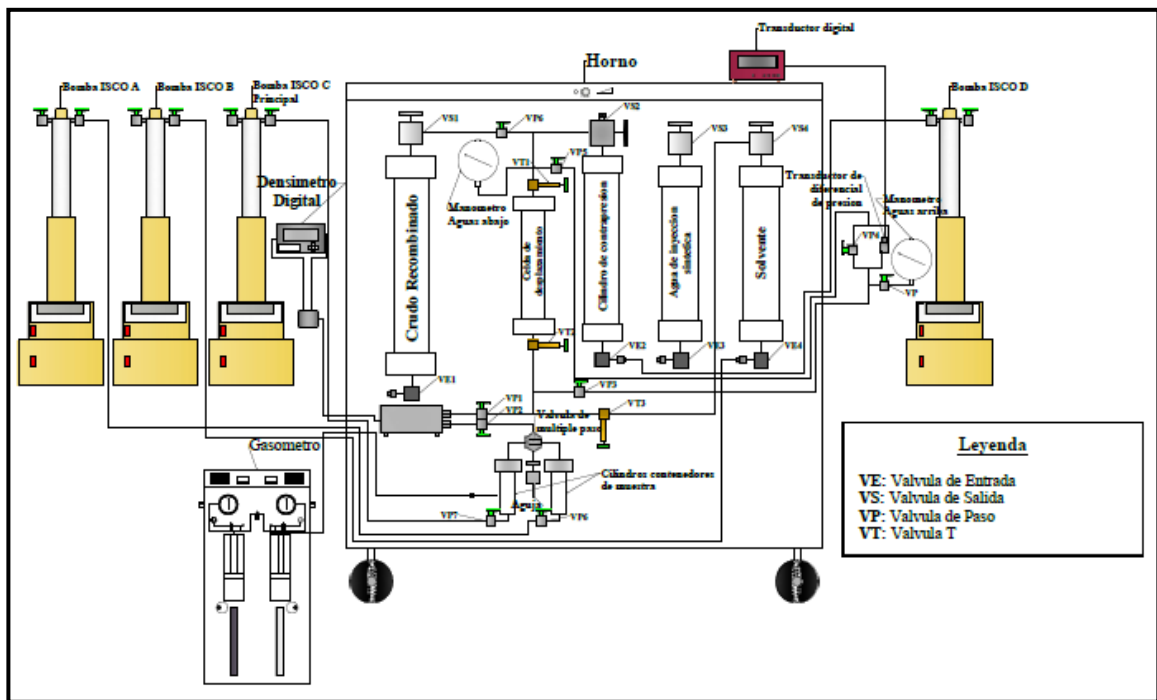 Transductor digital
Horno
Bomba ISCO A
Bomba ISCO B
Bomba ISCO C
Principal
Bomba ISCO D
VS1
VP6
VS2
VS3
VS4
VP5
VT1
Densimetro
Digital
Manometro
Aguas abajo
Transductor de
diferencial
de presion
Manometro
Aguas arriba
VP4
VP
Crudo Recombinado
Celda de
desplazamiento
Cilindro de contrapresion
Agua de inyeccion
sintetica
Solvente
VT2
VE2
VE3
VE4
VE1
VP3
VP1
VP2
VT3
Valvula de
multiple paso
Gasometro
Cilindros contenedores
de muestra
Aguja
VP7
VP6
Leyenda
VE: Valvula de Entrada
VS: Valvula de Salida
VP: Valvula de Paso
VT: Valvula T